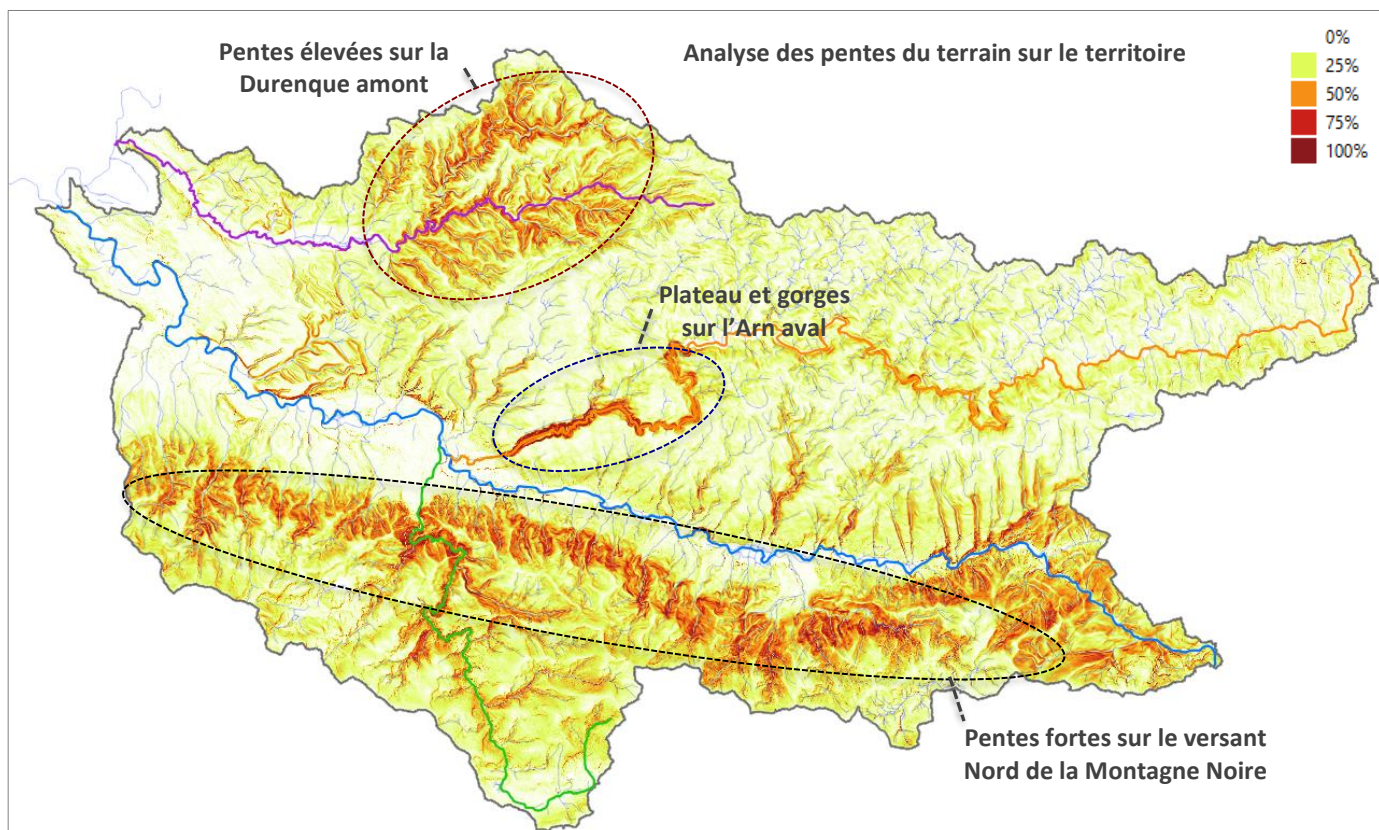 Pentes élevées sur la
Durenque amont
Analyse des pentes du terrain sur le territoire
0%
25%
50%
75%
100%
Plateau et gorges
sur l’Arn aval
Pentes fortes sur le versant
Nord de la Montagne Noire